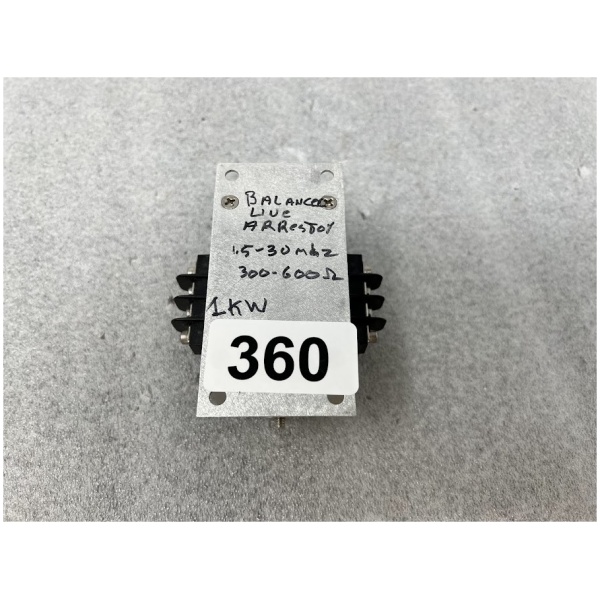 BALANCED
LINE
ARRESTOR
1.5-30 mhz
300-600Ω
1KW
360